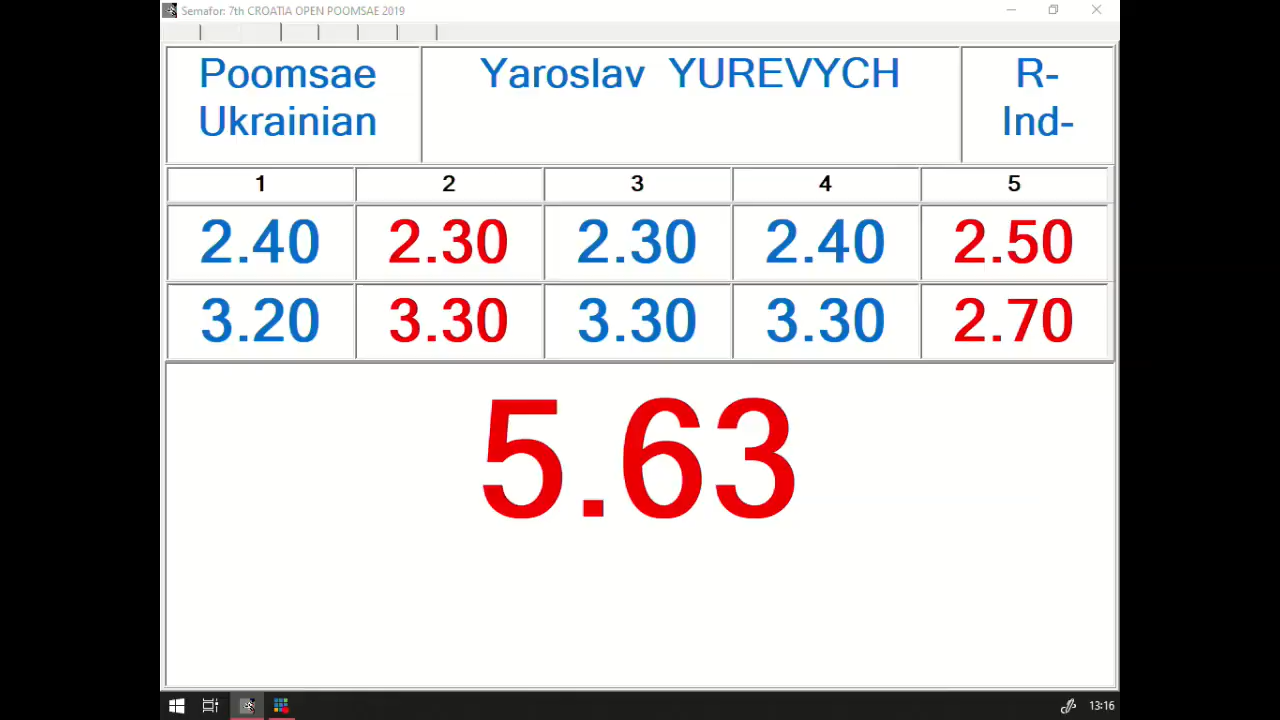 Semafor: 7th CROATIA OPEN POOMSAE 2019
Poomsae Ukrainian
Yaroslav YUREVYCH
R-Ind-
1 2 3 4 5
2.40 2.30 2.30 2.40 2.50
3.20 3.30 3.30 3.30 2.70
5.63
13:16